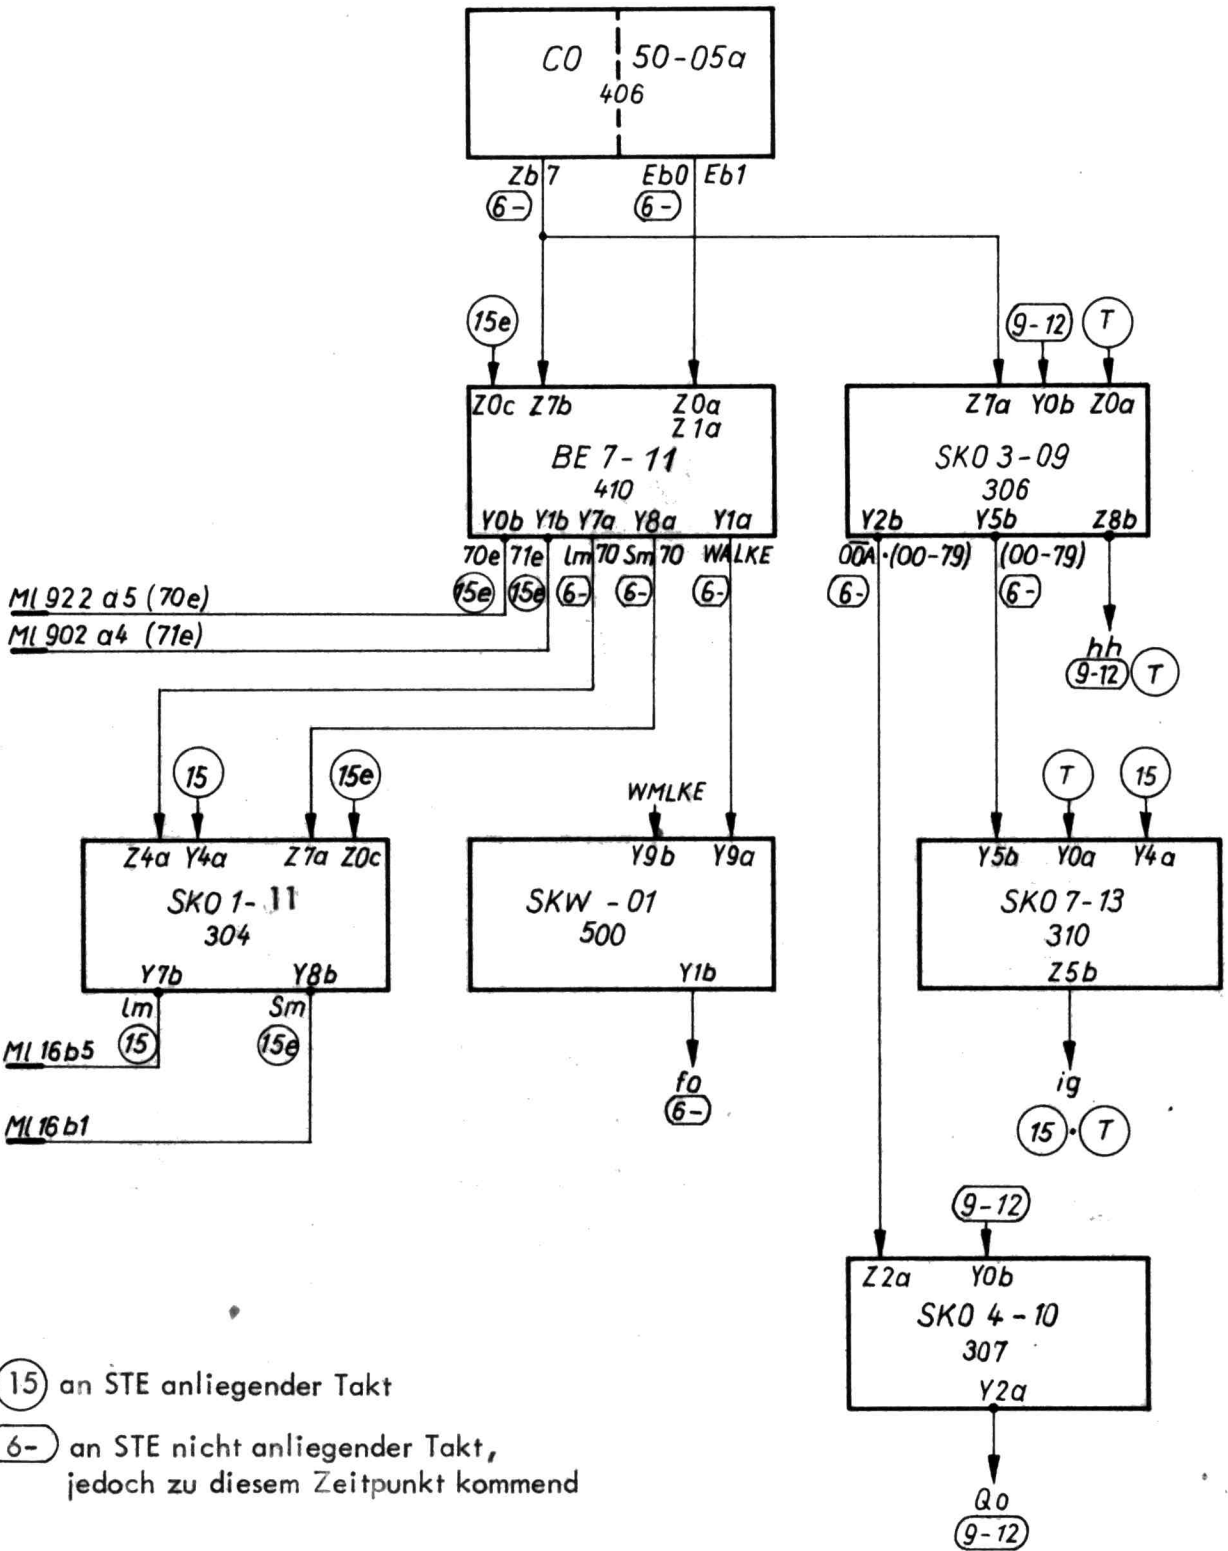 CO 50-05a
406
Zb7 Eb0 Eb1
6- 6-
15e 9-12 T
Z0c Z7b Z0a Z7a Y0b Z0a
Z1a
BE 7-11 SK0 3-09
410 306
Y0b Y1b Y7a Y8a Y1a Y2b Y5b Z8b
70e 71e lm 70 Sm 70 WALKE 00A̅·(00-79) (00-79)
15e 15e 6- 6- 6- 6- 6-
Ml 922 a5 (70e)
Ml 902 a4 (71e)
hh
9-12 T
15 15e WMLKE T 15
Z4a Y4a Z7a Z0c Y9b Y9a Y5b Y0a Y4a
SK0 1-11 SKW -01 SK0 7-13
304 500 310
Y7b Y8b Y1b Z5b
lm Sm
15 15e
Ml 16b5
Ml 16b1
fo ig
6- 15 · T
9-12
Z2a Y0b
SK0 4-10
307
Y2a
Qo
9-12
15 an STE anliegender Takt
6- an STE nicht anliegender Takt,
jedoch zu diesem Zeitpunkt kommend